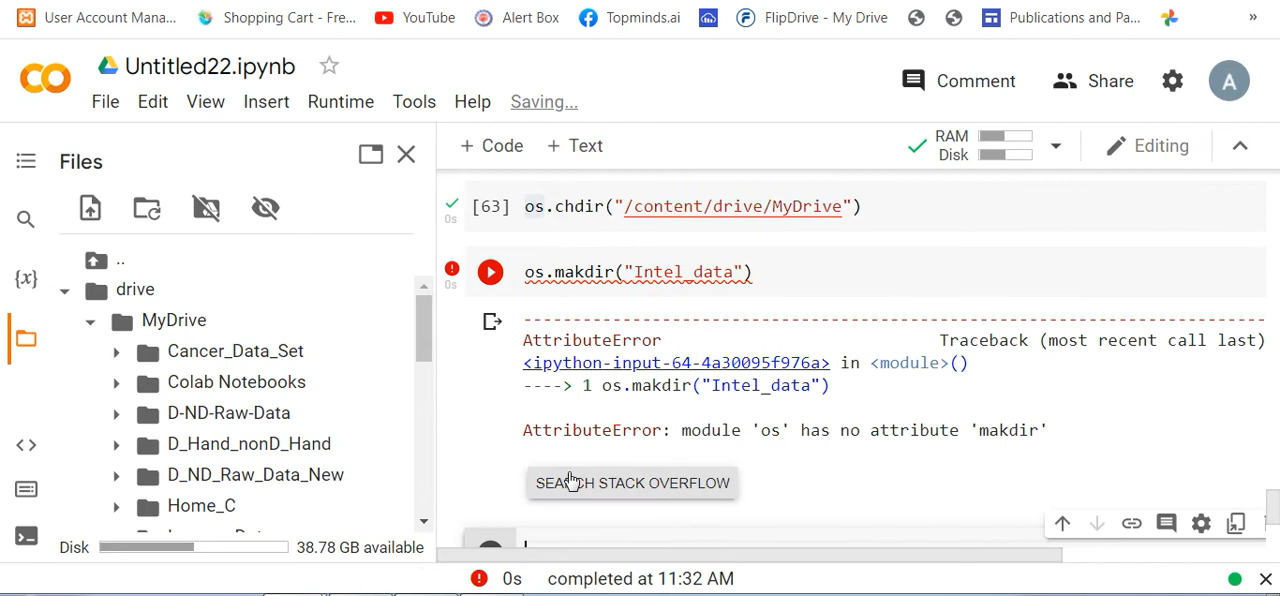 User Account Mana... Shopping Cart - Fre... YouTube Alert Box Topminds.ai FlipDrive - My Drive Publications and Pa... »
CO Untitled22.ipynb
Comment Share A
File Edit View Insert Runtime Tools Help Saving...
Files
+ Code + Text
RAM
Disk
Editing
[63] os.chdir("/content/drive/MyDrive")
0s
os.makdir("Intel_data")
0s
{x}
..
drive
MyDrive
Cancer_Data_Set
Colab Notebooks
D-ND-Raw-Data
D_Hand_nonD_Hand
D_ND_Raw_Data_New
Home_C
Disk 38.78 GB available
--------------------------------------------------------------------------
AttributeError Traceback (most recent call last)
<ipython-input-64-4a30095f976a> in <module>()
----> 1 os.makdir("Intel_data")
AttributeError: module 'os' has no attribute 'makdir'
SEARCH STACK OVERFLOW
0s completed at 11:32 AM